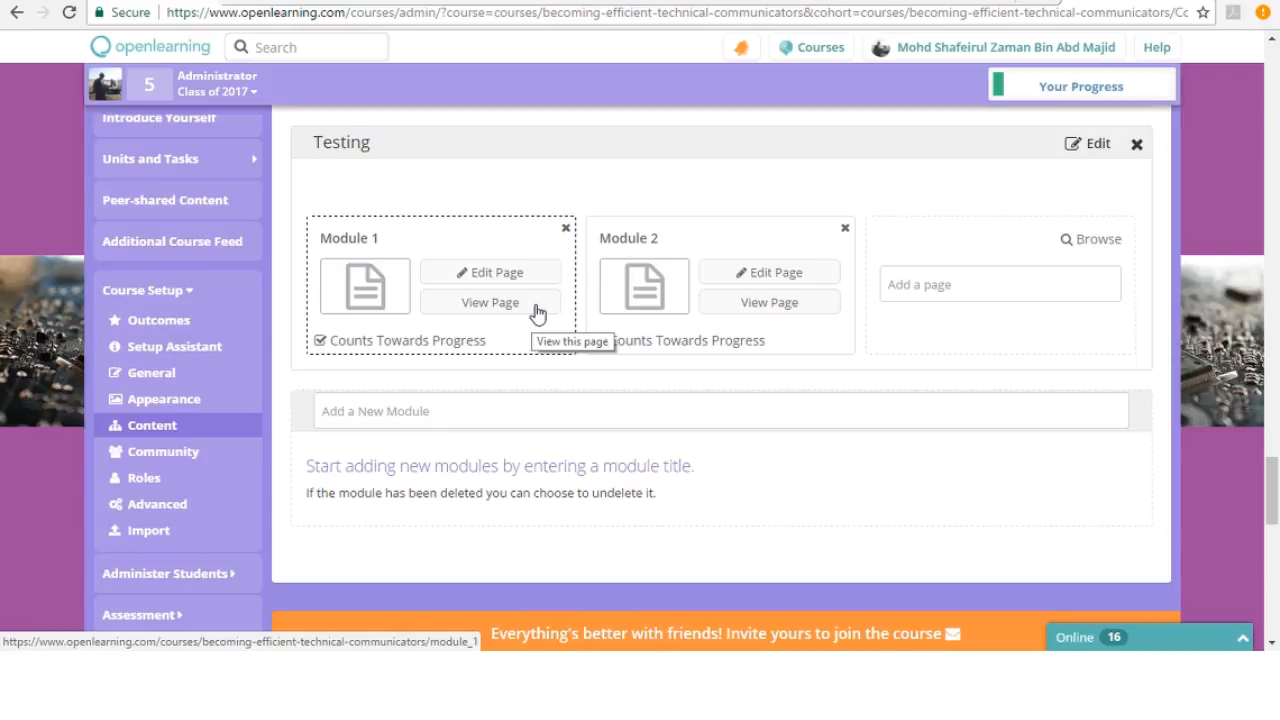 Secure https://www.openlearning.com/courses/admin/?course=courses/becoming-efficient-technical-communicators&cohort=courses/becoming-efficient-technical-communicators/Cc
openlearning Search Courses Mohd Shafeirul Zaman Bin Abd Majid Help
5 Administrator
Class of 2017
Your Progress
Introduce Yourself
Units and Tasks
Peer-shared Content
Additional Course Feed
Course Setup
Outcomes
Setup Assistant
General
Appearance
Content
Community
Roles
Advanced
Import
Administer Students
Assessment
Testing Edit
Module 1
Edit Page
View Page
Counts Towards Progress
View this page
Module 2
Edit Page
View Page
ounts Towards Progress
Browse
Add a page
Add a New Module
Start adding new modules by entering a module title.
If the module has been deleted you can choose to undelete it.
Everything's better with friends! Invite yours to join the course
Online 16
https://www.openlearning.com/courses/becoming-efficient-technical-communicators/module_1